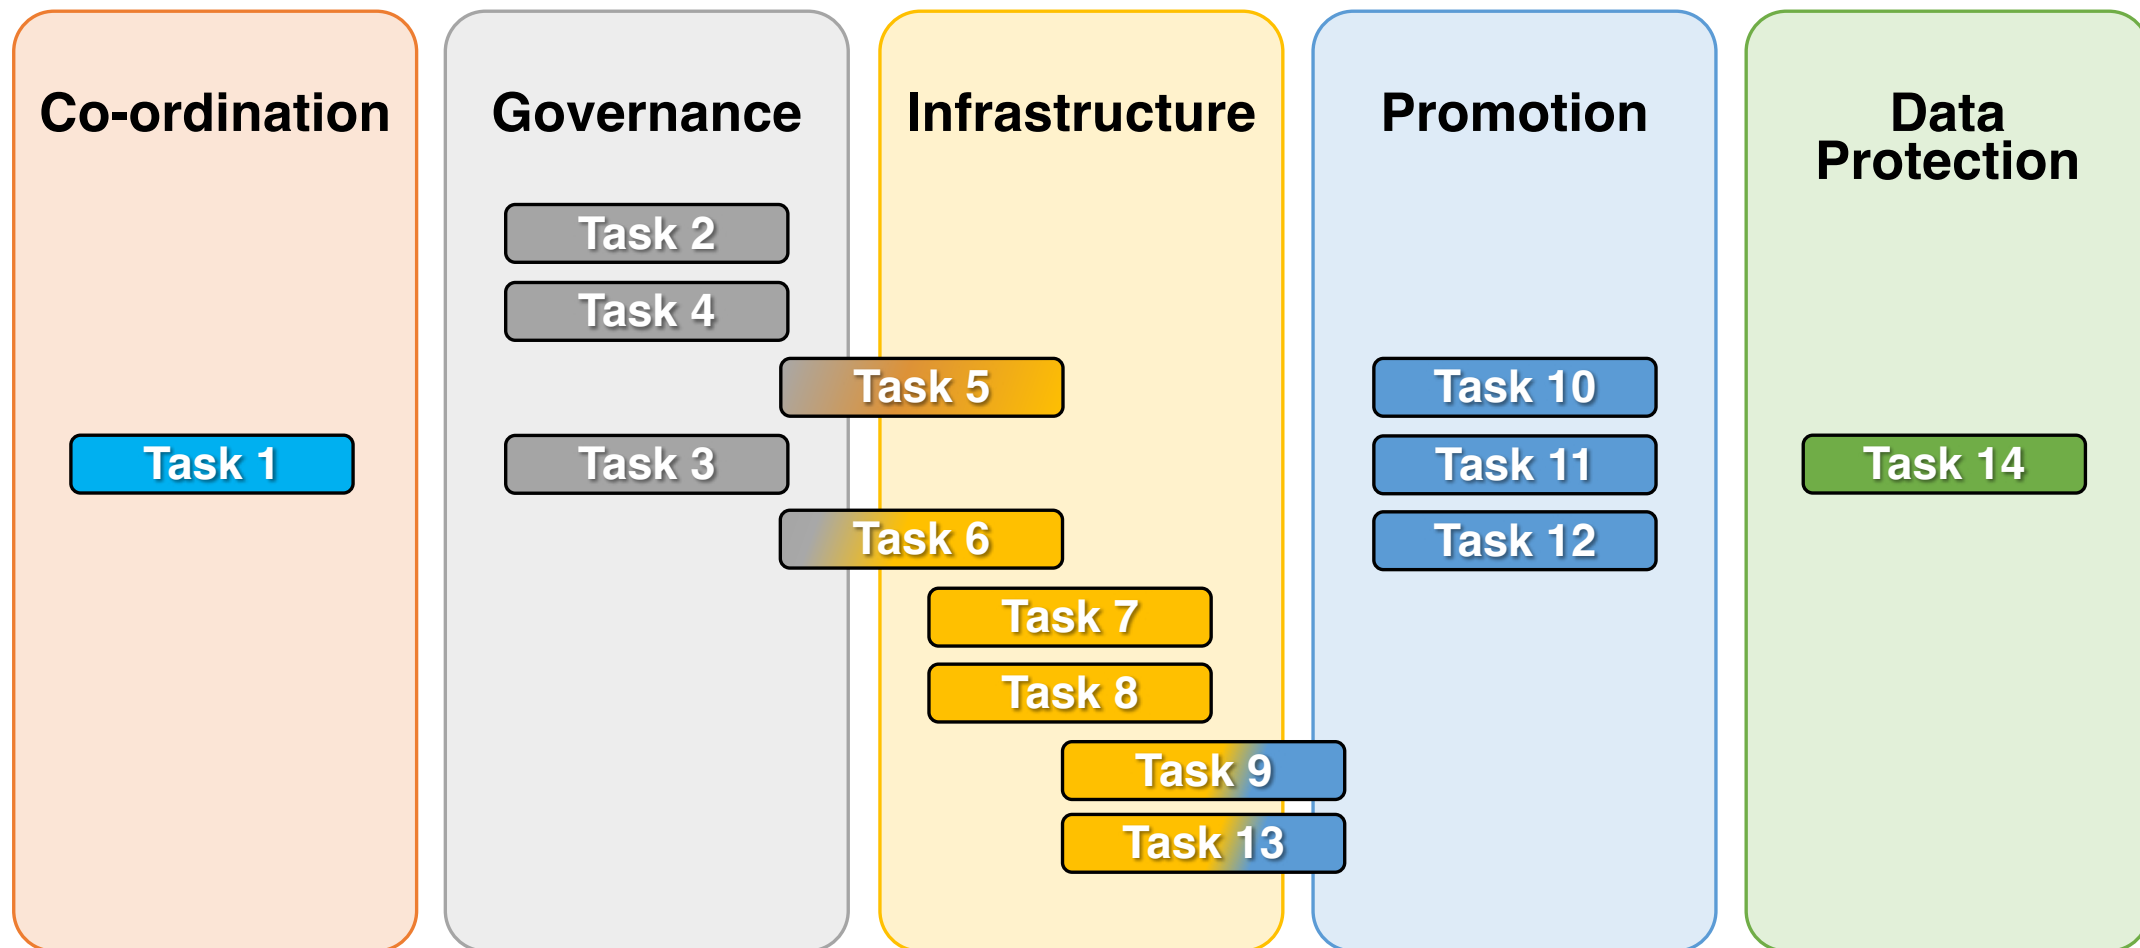 Co-ordination
Governance
Infrastructure
Promotion
Data
Protection
Task 2
Task 4
Task 5
Task 10
Task 1
Task 3
Task 11
Task 14
Task 6
Task 12
Task 7
Task 8
Task 9
Task 13